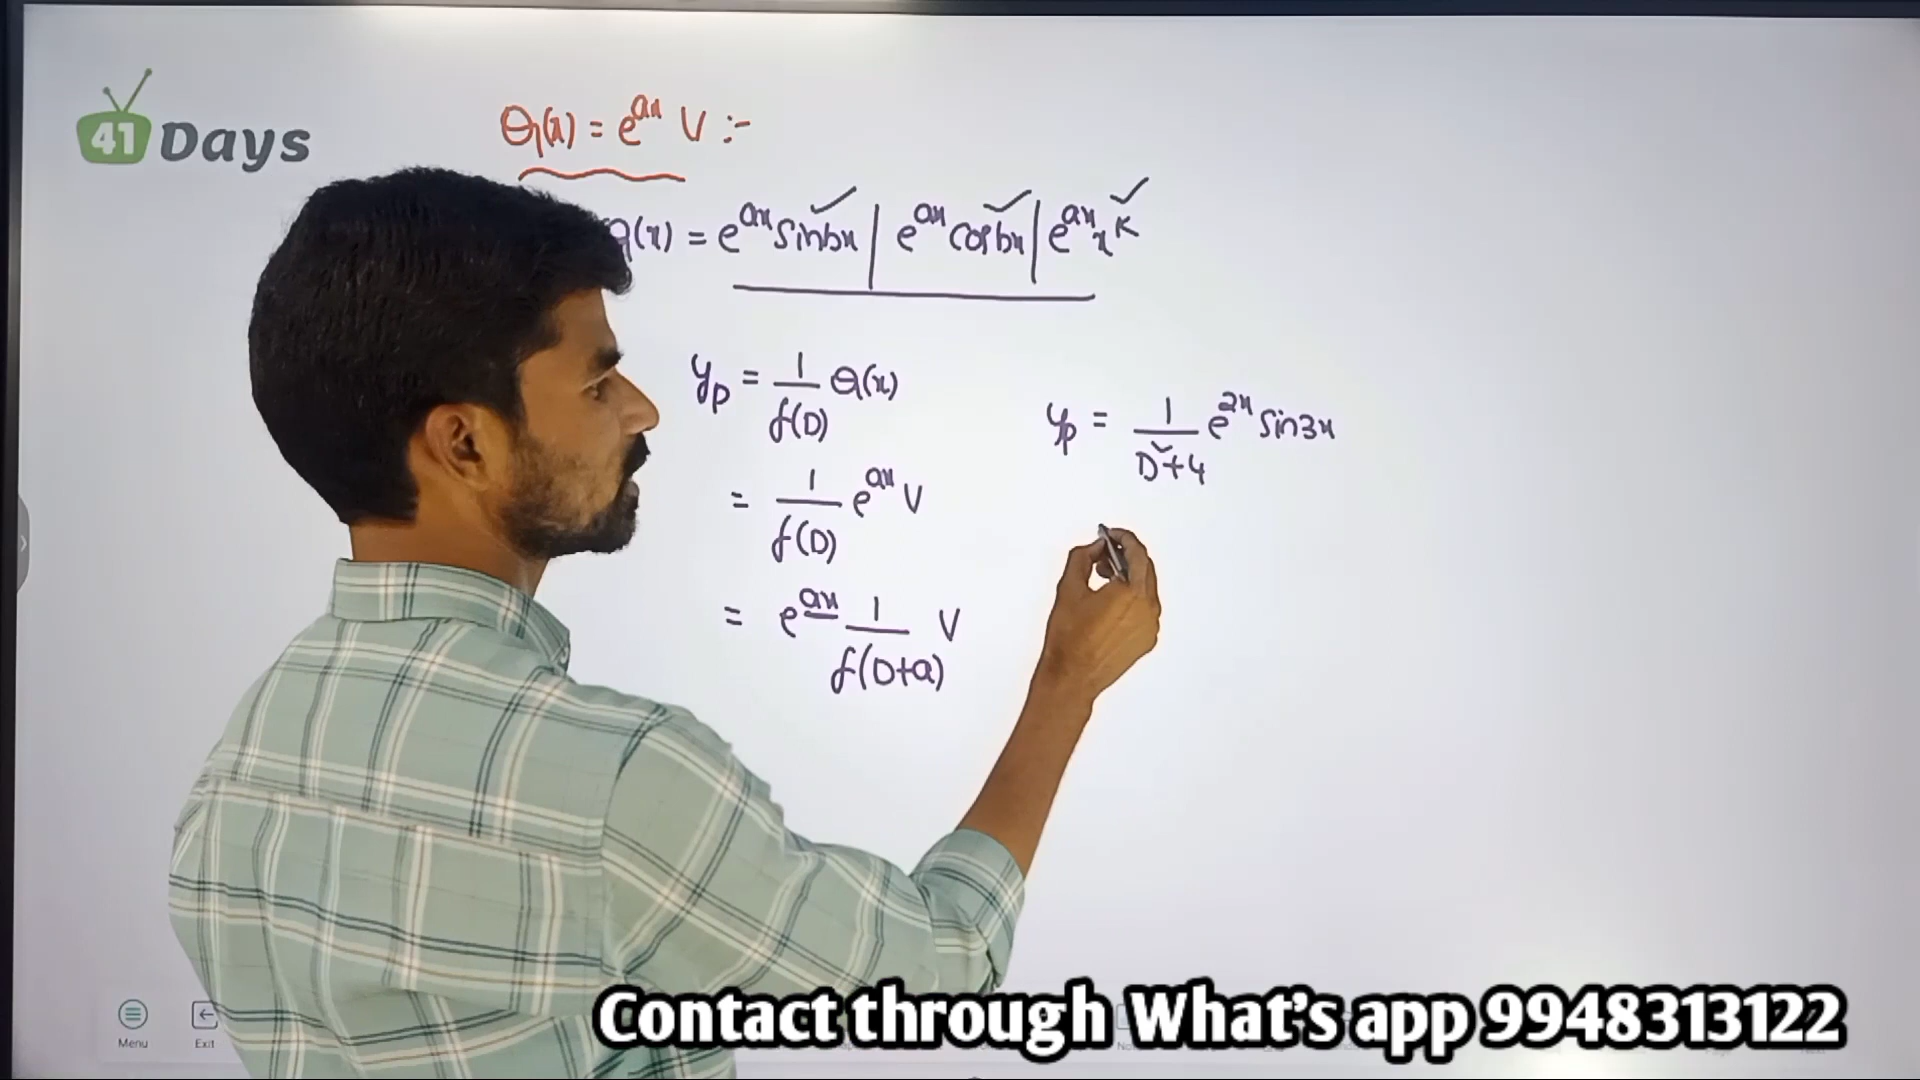 41 Days
Q(x) = e^{ax} V :-
Q(x) = e^{ax} sinbx | e^{ax} cosbx | e^{ax} x^K
y_p = 1/f(D) Q(x)
= 1/f(D) e^{ax} V
= e^{ax} 1/f(D+a) V
y_p = 1/(D²+4) e^{2x} sin3x
Menu
Exit
Contact through What's app 9948313122